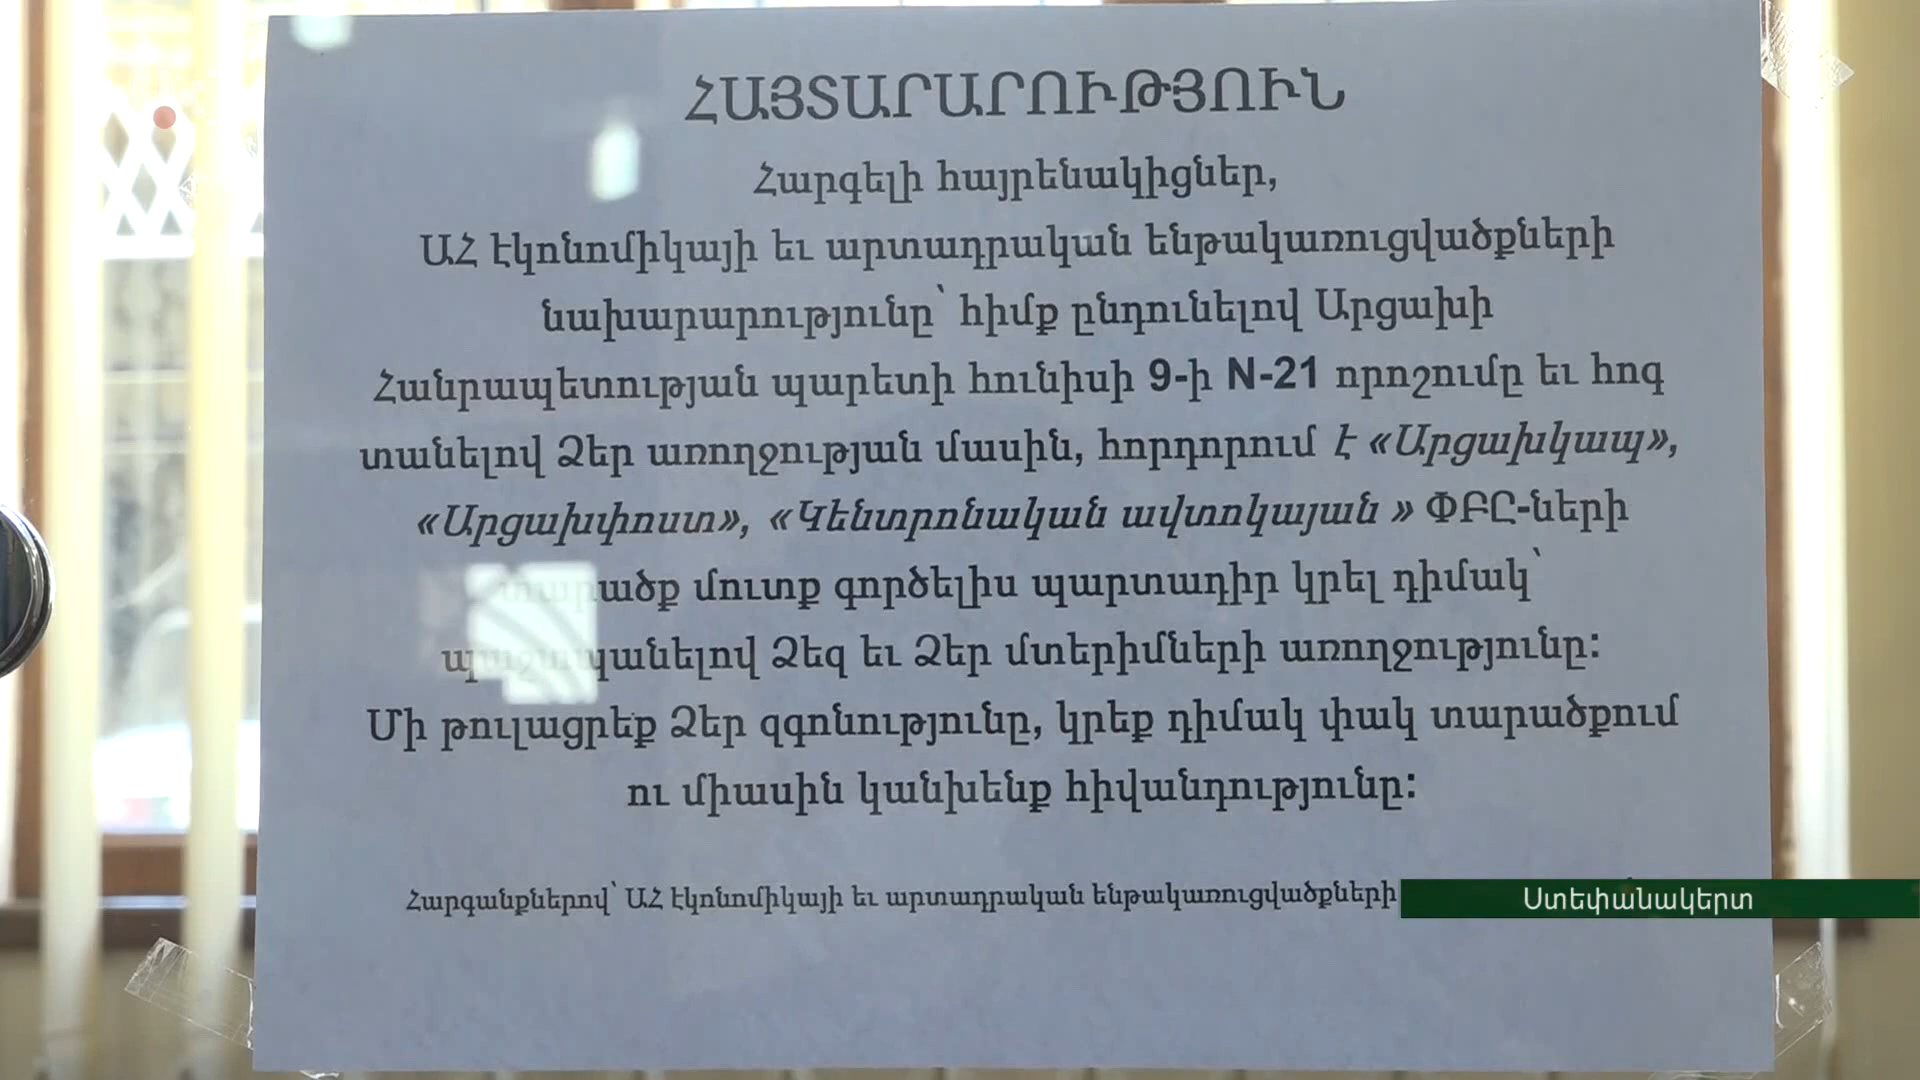 ՀԱՅՏԱՐԱՐՈՒԹՅՈՒՆ
Հարգելի հայրենակիցներ,
ԱՀ էկոնոմիկայի եւ արտադրական ենթակառուցվածքների
նախարարությունը՝ հիմք ընդունելով Արցախի
Հանրապետության պարետի հունիսի 9-ի N-21 որոշումը եւ հոգ
տանելով Ձեր առողջության մասին, հորդորում է «Արցախկապ»,
«Արցախփոստ», «Կենտրոնական ավտոկայան » ՓԲԸ-ների
տարածք մուտք գործելիս պարտադիր կրել դիմակ՝
պաշտպանելով Ձեզ եւ Ձեր մտերիմների առողջությունը:
Մի թուլացրեք Ձեր զգոնությունը, կրեք դիմակ փակ տարածքում
ու միասին կանխենք հիվանդությունը:
Հարգանքներով՝ ԱՀ էկոնոմիկայի եւ արտադրական ենթակառուցվածքների
Ստեփանակերտ